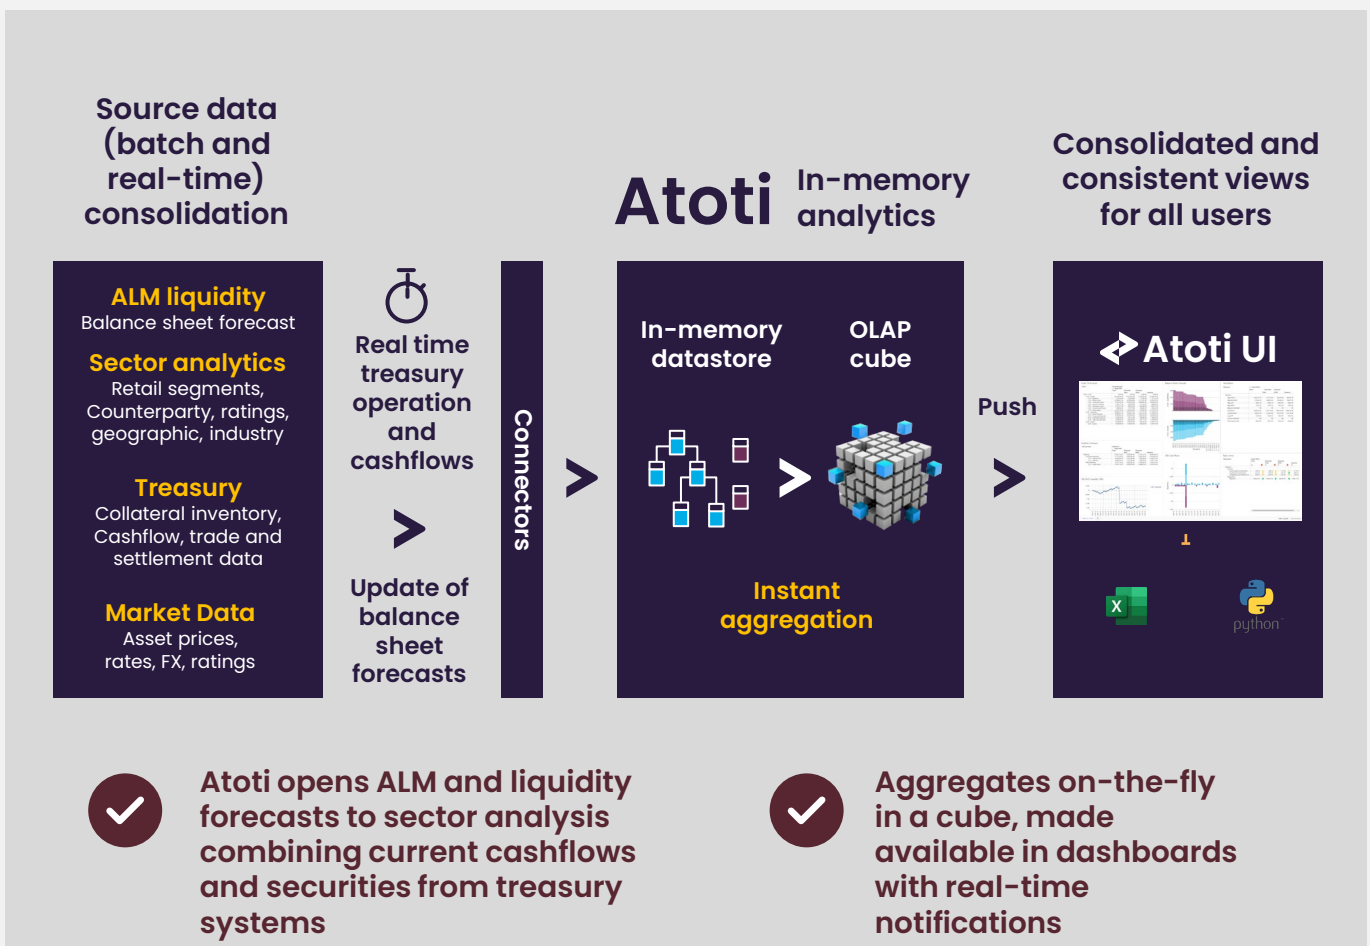 Source data
(batch and
real-time)
consolidation
Atoti
In-memory
analytics
Consolidated and
consistent views
for all users
ALM liquidity
Balance sheet forecast
Sector analytics
Retail segments,
Counterparty, ratings,
geographic, industry
Treasury
Collateral inventory,
Cashflow, trade and
settlement data
Market Data
Asset prices,
rates, FX, ratings
Real time
treasury
operation
and
cashflows
Update of
balance
sheet
forecasts
Connectors
In-memory
datastore
OLAP
cube
Instant
aggregation
Push
Atoti UI
X
python
Atoti opens ALM and liquidity
forecasts to sector analysis
combining current cashflows
and securities from treasury
systems
Aggregates on-the-fly
in a cube, made
available in dashboards
with real-time
notifications